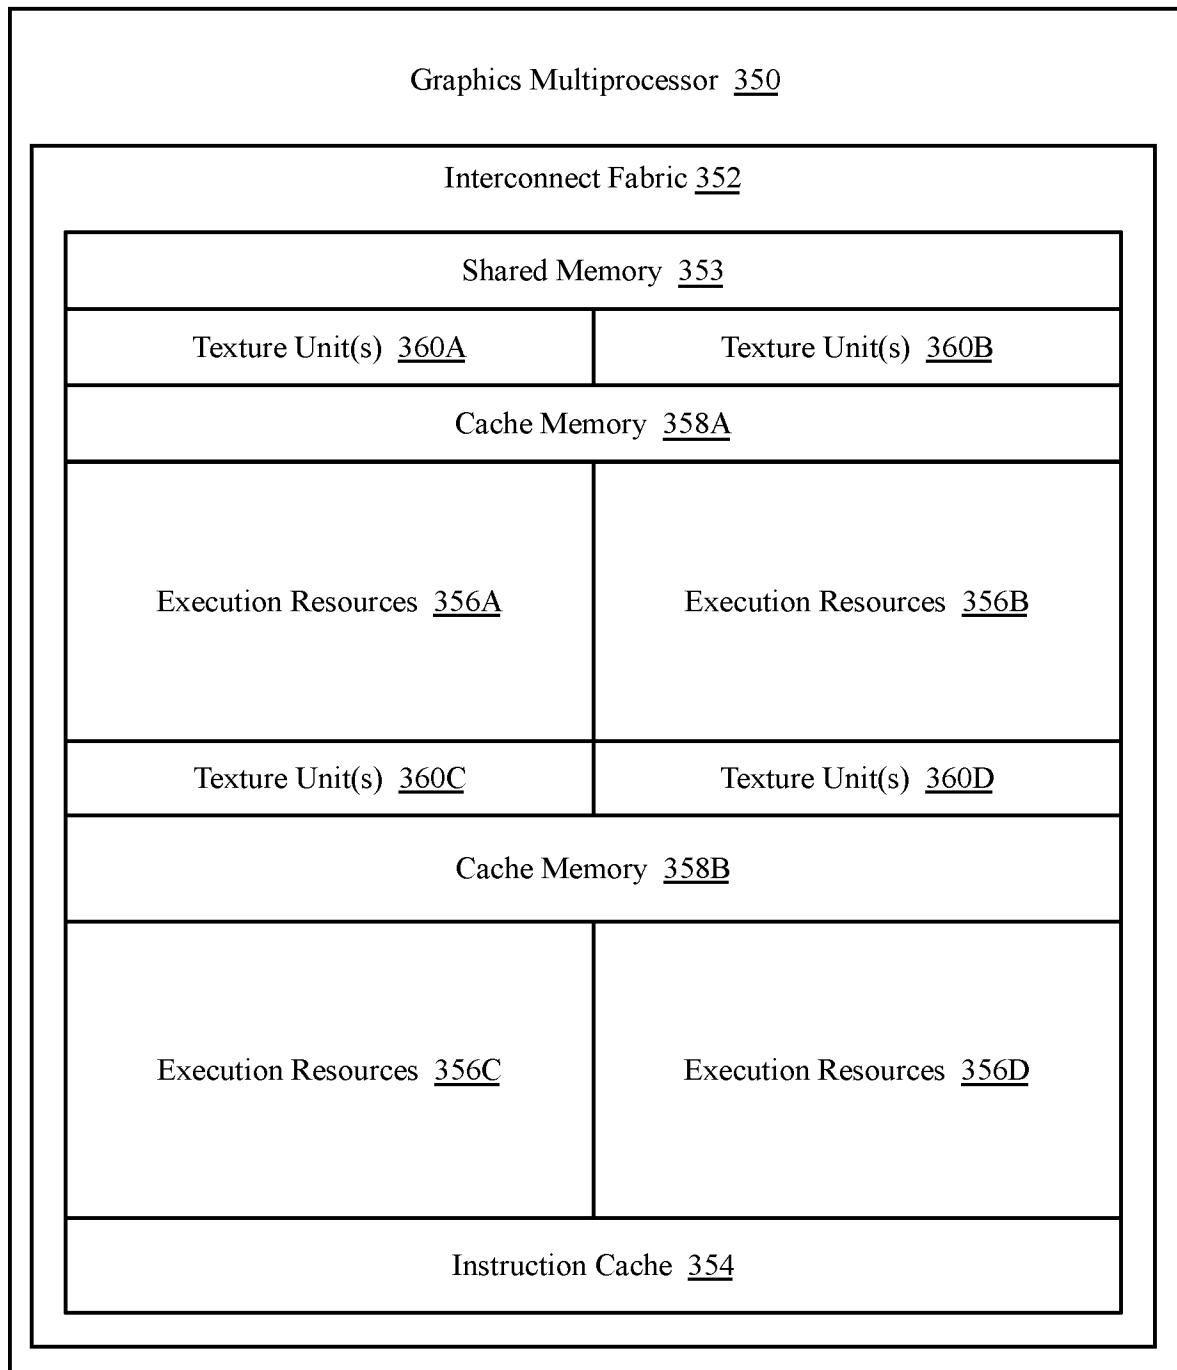 Graphics Multiprocessor 350
Interconnect Fabric 352
Shared Memory 353
Texture Unit(s) 360A
Texture Unit(s) 360B
Cache Memory 358A
Execution Resources 356A
Execution Resources 356B
Texture Unit(s) 360C
Texture Unit(s) 360D
Cache Memory 358B
Execution Resources 356C
Execution Resources 356D
Instruction Cache 354